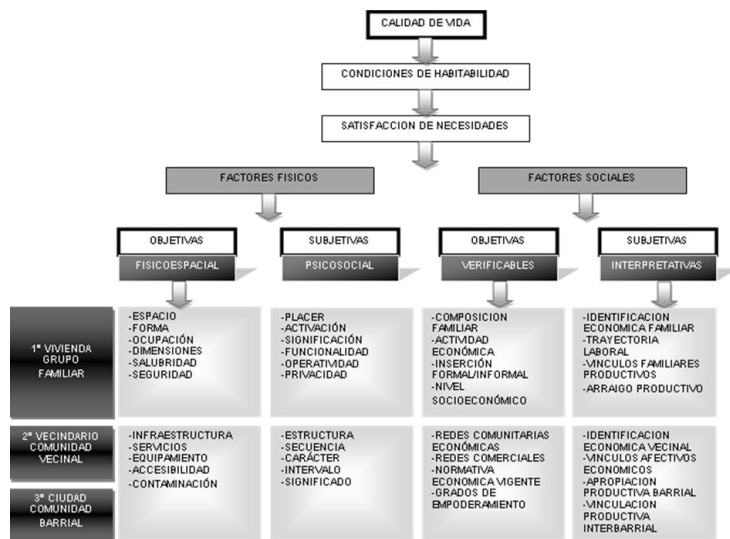 CALIDAD DE VIDA
CONDICIONES DE HABITABILIDAD
SATISFACCION DE NECESIDADES
FACTORES FISICOS
FACTORES SOCIALES
OBJETIVAS
SUBJETIVAS
OBJETIVAS
SUBJETIVAS
FISICOESPACIAL
PSICOSOCIAL
VERIFICABLES
INTERPRETATIVAS
1ª VIVIENDA
GRUPO
FAMILIAR
-ESPACIO
-FORMA
-OCUPACIÓN
-DIMENSIONES
-SALUBRIDAD
-SEGURIDAD
-PLACER
-ACTIVACIÓN
-SIGNIFICACIÓN
-FUNCIONALIDAD
-OPERATIVIDAD
-PRIVACIDAD
-COMPOSICION
FAMILIAR
-ACTIVIDAD
ECONÓMICA
-INSERCIÓN
FORMAL/INFORMAL
-NIVEL
SOCIOECONÓMICO
-IDENTIFICACION
ECONOMICA FAMILIAR
-TRAYECTORIA
LABORAL
-VINCULOS FAMILIARES
PRODUCTIVOS
-ARRAIGO PRODUCTIVO
2ª VECINDARIO
COMUNIDAD
VECINAL
3ª CIUDAD
COMUNIDAD
BARRIAL
-INFRAESTRUCTURA
-SERVICIOS
-EQUIPAMENTO
-ACCESIBILIDAD
-CONTAMINACIÓN
-ESTRUCTURA
-SECUENCIA
-CARÁCTER
-INTERVALO
-SIGNIFICADO
-REDES COMUNITARIAS
ECONÓMICAS
-REDES COMERCIALES
-NORMATIVA
ECONOMICA VIGENTE
-GRADOS DE
EMPODERAMIENTO
-IDENTIFICACION
ECONOMICA VECINAL
-VINCULOS AFECTIVOS
ECONOMICOS
-APROPIACION
PRODUCTIVA BARRIAL
-VINCULACION
PRODUCTIVA
INTERBARRIAL